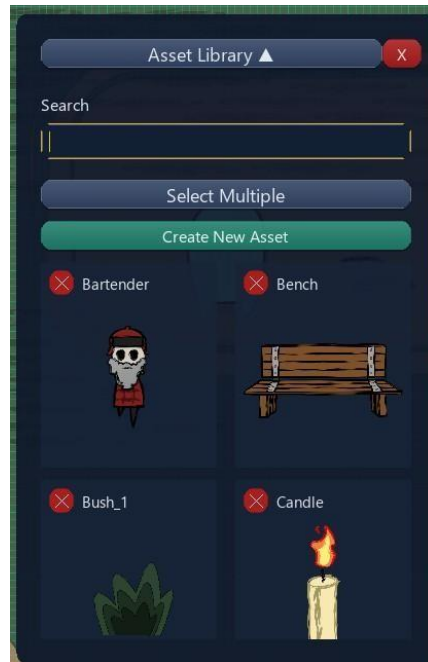 Asset Library ▲
X
Search
Select Multiple
Create New Asset
Bartender
Bench
Bush_1
Candle